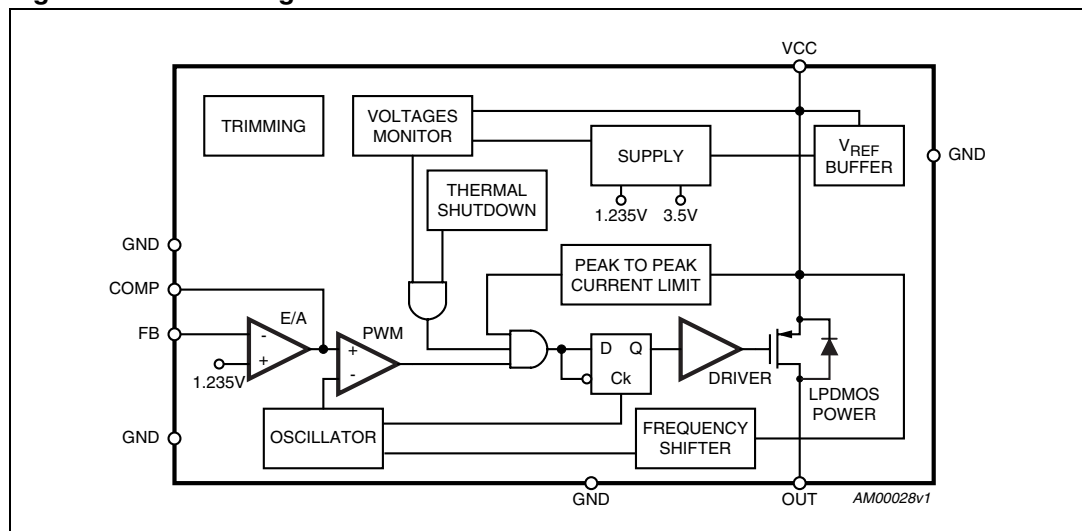 VCC
TRIMMING
VOLTAGES
MONITOR
SUPPLY
VREF
BUFFER
GND
THERMAL
SHUTDOWN
1.235V
3.5V
GND
COMP
FB
PEAK TO PEAK
CURRENT LIMIT
E/A
-
+
1.235V
PWM
+
-
D
Q
Ck
DRIVER
LPDMOS
POWER
GND
OSCILLATOR
FREQUENCY
SHIFTER
GND
OUT
AM00028v1